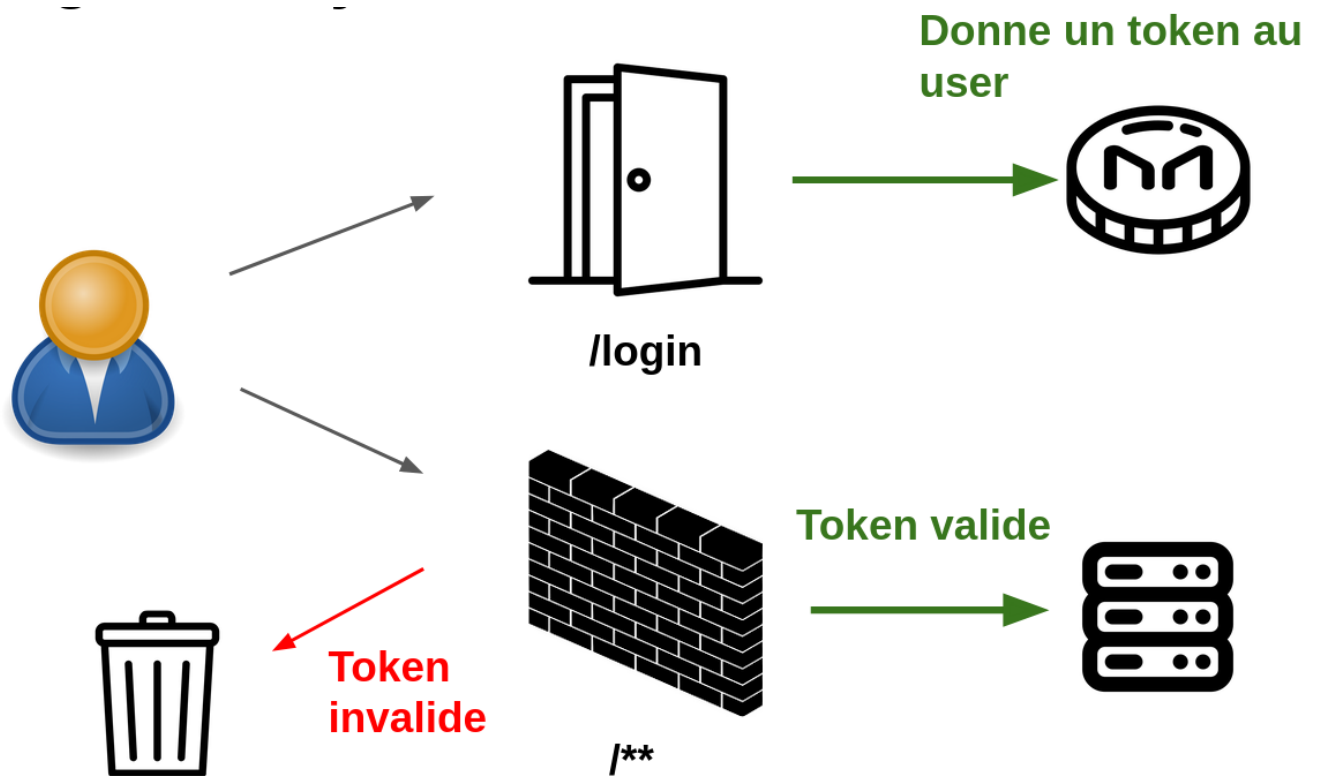 Donne un token au
user
/login
Token valide
Token
invalide
/**